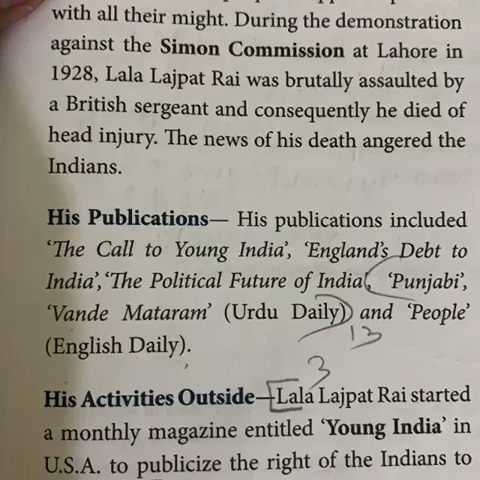 with all their might. During the demonstration
against the Simon Commission at Lahore in
1928, Lala Lajpat Rai was brutally assaulted by
a British sergeant and consequently he died of
head injury. The news of his death angered the
Indians.
His Publications— His publications included
‘The Call to Young India’, ‘England’s Debt to
India’, ‘The Political Future of India’, ‘Punjabi’,
‘Vande Mataram’ (Urdu Daily) and ‘People’
13
(English Daily).
3
His Activities Outside—Lala Lajpat Rai started
a monthly magazine entitled ‘Young India’ in
U.S.A. to publicize the right of the Indians to